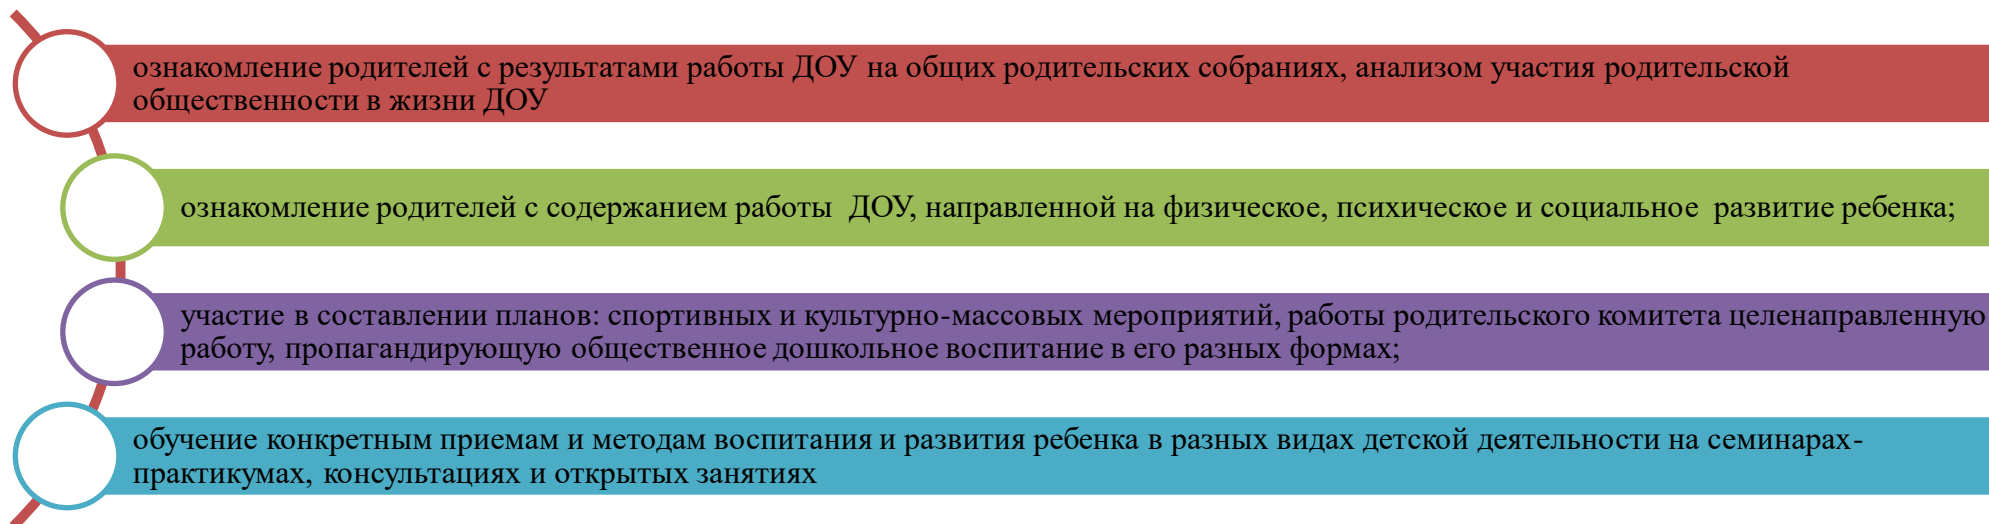 ознакомление родителей с результатами работы ДОУ на общих родительских собраниях, анализом участия родительской
общественности в жизни ДОУ
ознакомление родителей с содержанием работы ДОУ, направленной на физическое, психическое и социальное развитие ребенка;
участие в составлении планов: спортивных и культурно-массовых мероприятий, работы родительского комитета целенаправленную
работу, пропагандирующую общественное дошкольное воспитание в его разных формах;
обучение конкретным приемам и методам воспитания и развития ребенка в разных видах детской деятельности на семинарах-
практикумах, консультациях и открытых занятиях